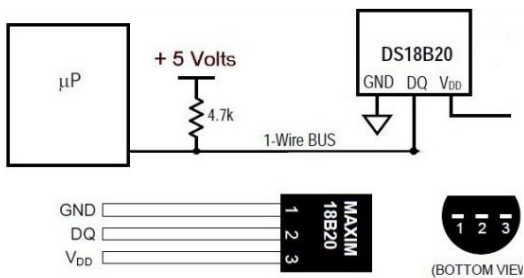 µP
+ 5 Volts
4.7k
1-Wire BUS
DS18B20
GND DQ VDD
GND
DQ
VDD
1
2
3
MAXIM
18B20
1 2 3
(BOTTOM VIEW